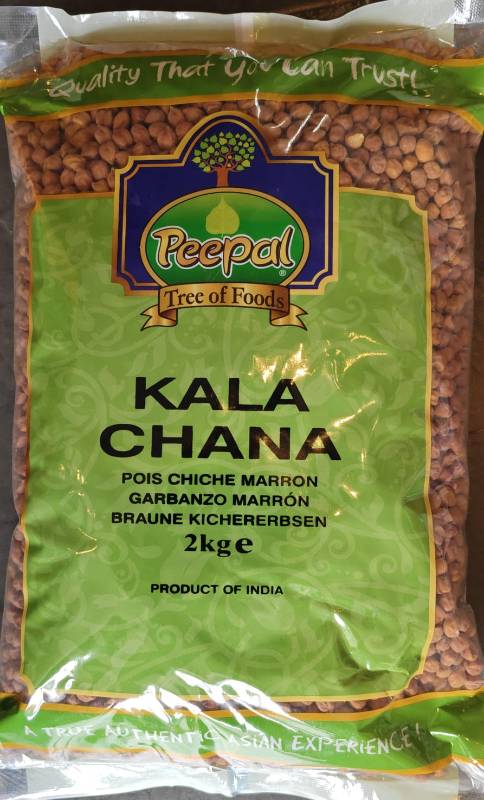 Quality That You Can Trust!
Peepal®
Tree of Foods
KALA
CHANA
POIS CHICHE MARRON
GARBANZO MARRÓN
BRAUNE KICHERERBSEN
2kg e
PRODUCT OF INDIA
A TRUE AUTHENTIC ASIAN EXPERIENCE!